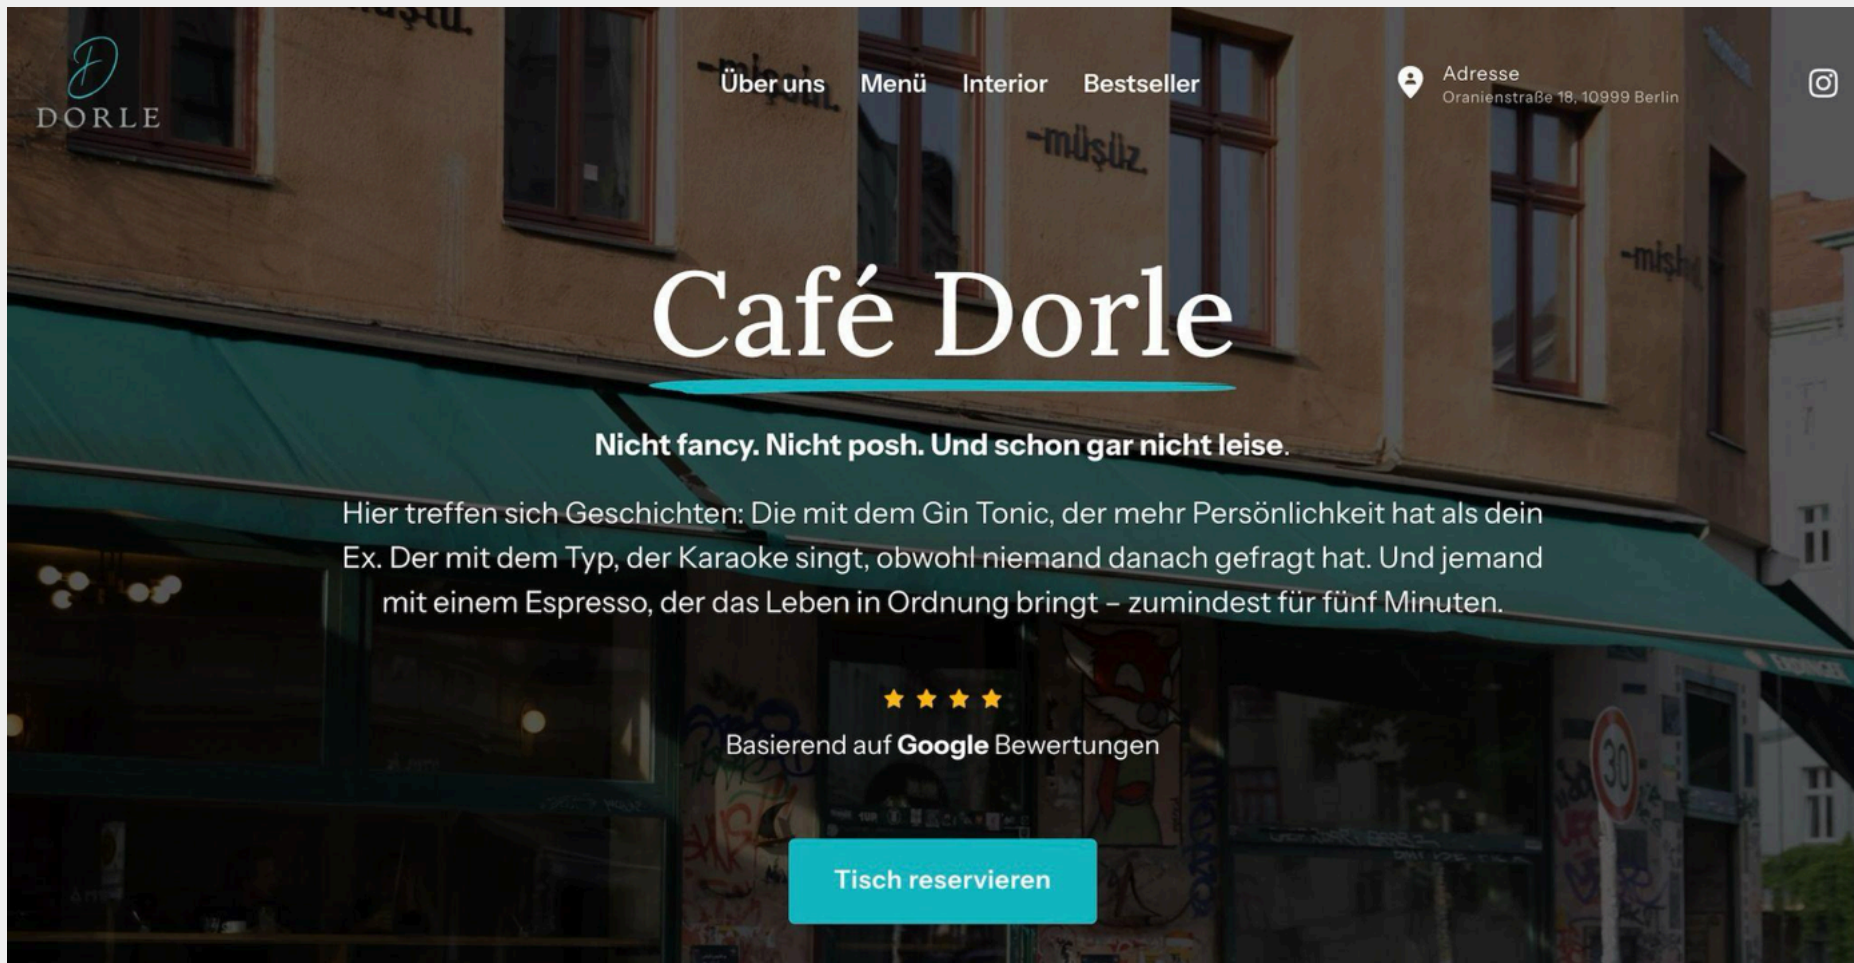 DORLE
Über uns Menü Interior Bestseller
Adresse
Oranienstraße 18, 10999 Berlin
-müşüz.
Café Dorle
Nicht fancy. Nicht posh. Und schon gar nicht leise.
Hier treffen sich Geschichten: Die mit dem Gin Tonic, der mehr Persönlichkeit hat als dein
Ex. Der mit dem Typ, der Karaoke singt, obwohl niemand danach gefragt hat. Und jemand
mit einem Espresso, der das Leben in Ordnung bringt – zumindest für fünf Minuten.
ERDINGER
Basierend auf Google Bewertungen
30
Tisch reservieren